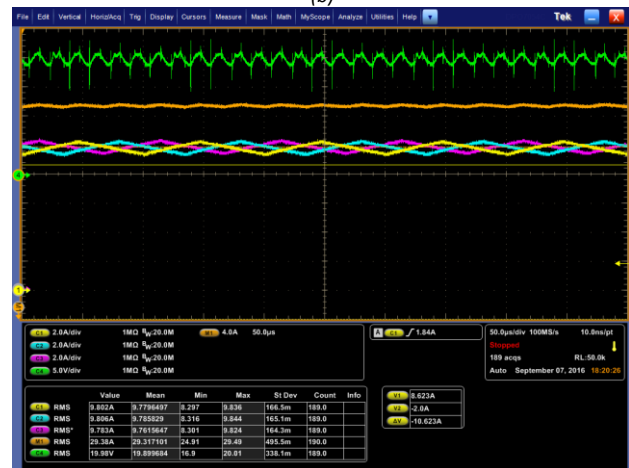 (b)
File Edit Vertical Horiz/Acq Trig Display Cursors Measure Mask Math MyScope Analyze Utilities Help Tek X
4
1
C1 2.0A/div 1MΩ BW:20.0M M1 4.0A 50.0µs
C2 2.0A/div 1MΩ BW:20.0M
C3 2.0A/div 1MΩ BW:20.0M
C4 5.0V/div 1MΩ BW:20.0M
A C1 1.84A
50.0µs/div 100MS/s 10.0ns/pt
Stopped
189 acqs RL:50.0k
Auto September 07, 2016 18:20:26
Value Mean Min Max St Dev Count Info
C1 RMS 9.802A 9.7796497 8.297 9.836 166.5m 189.0
C2 RMS 9.806A 9.785829 8.316 9.844 165.1m 189.0
C3 RMS* 9.783A 9.7615647 8.301 9.824 164.3m 189.0
M1 RMS 29.38A 29.317101 24.91 29.49 495.5m 190.0
C4 RMS 19.98V 19.899684 16.9 20.01 338.1m 189.0
V1 8.623A
V2 -2.0A
ΔV -10.623A